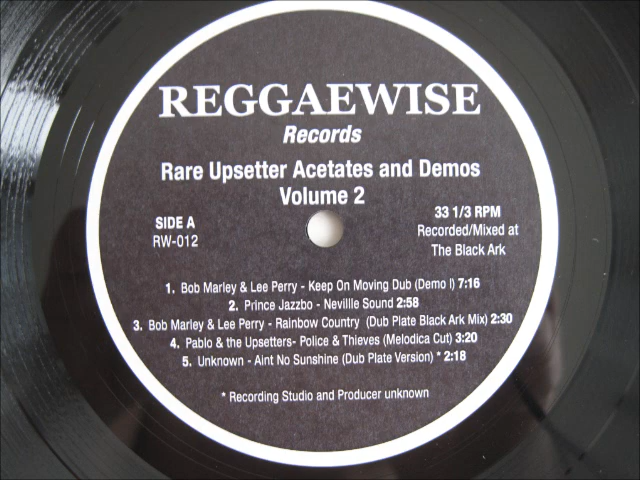 REGGAEWISE
Records
Rare Upsetter Acetates and Demos
Volume 2
SIDE A
RW-012
33 1/3 RPM
Recorded/Mixed at
The Black Ark
1. Bob Marley & Lee Perry - Keep On Moving Dub (Demo I) 7:16
2. Prince Jazzbo - Neville Sound 2:58
3. Bob Marley & Lee Perry - Rainbow Country (Dub Plate Black Ark Mix) 2:30
4. Pablo & the Upsetters- Police & Thieves (Melodica Cut) 3:20
5. Unknown - Aint No Sunshine (Dub Plate Version) * 2:18
* Recording Studio and Producer unknown